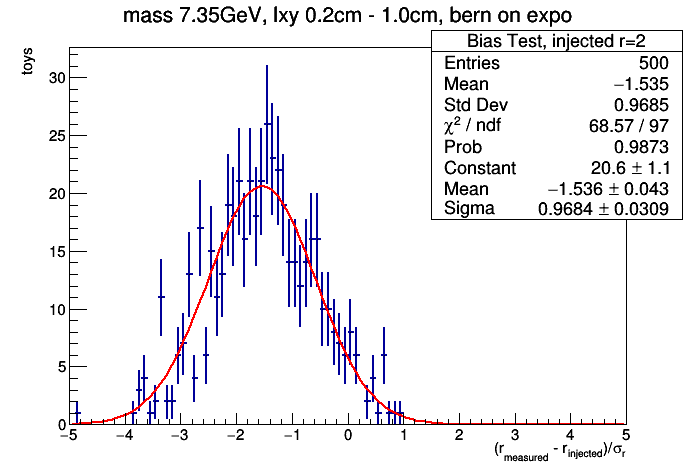 mass 7.35GeV, lxy 0.2cm - 1.0cm, bern on expo
Bias Test, injected r=2
Entries 500
Mean −1.535
Std Dev 0.9685
χ² / ndf 68.57 / 97
Prob 0.9873
Constant 20.6 ± 1.1
Mean −1.536 ± 0.043
Sigma 0.9684 ± 0.0309
toys
30
25
20
15
10
5
0
−5 −4 −3 −2 −1 0 1 2 3 4 5
(r_measured - r_injected)/σ_r